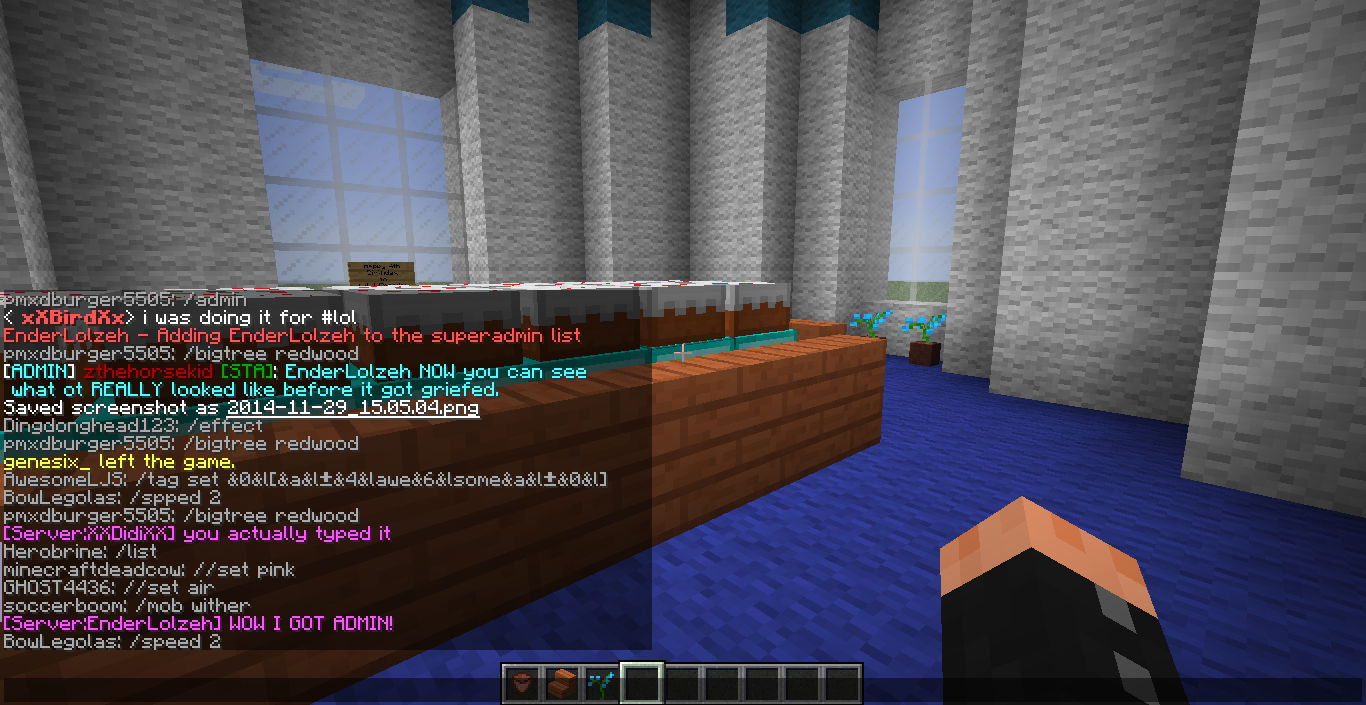 Happy 4th
pmxdburger5505: /admin
< xXBirdXx> i was doing it for #lol
EnderLolzeh - Adding EnderLolzeh to the superadmin list
pmxdburger5505: /bigtree redwood
[ADMIN] zthehorsekid [STA]: EnderLolzeh NOW you can see
what ot REALLY looked like before it got griefed.
Saved screenshot as 2014-11-29_15.05.04.png
Dingdonghead123: /effect
pmxdburger5505: /bigtree redwood
genesix_ left the game.
AwesomeLJS: /tag set &0&l[&a&l±&4&lawe&6&lsome&a&l±&0&l]
BowLegolas: /spped 2
pmxdburger5505: /bigtree redwood
[Server:XXDidiXX] you actually typed it
Herobrine: /list
minecraftdeadcow: //set pink
GHOST4436: //set air
soccerboom: /mob wither
[Server:EnderLolzeh] WOW I GOT ADMIN!
BowLegolas: /speed 2